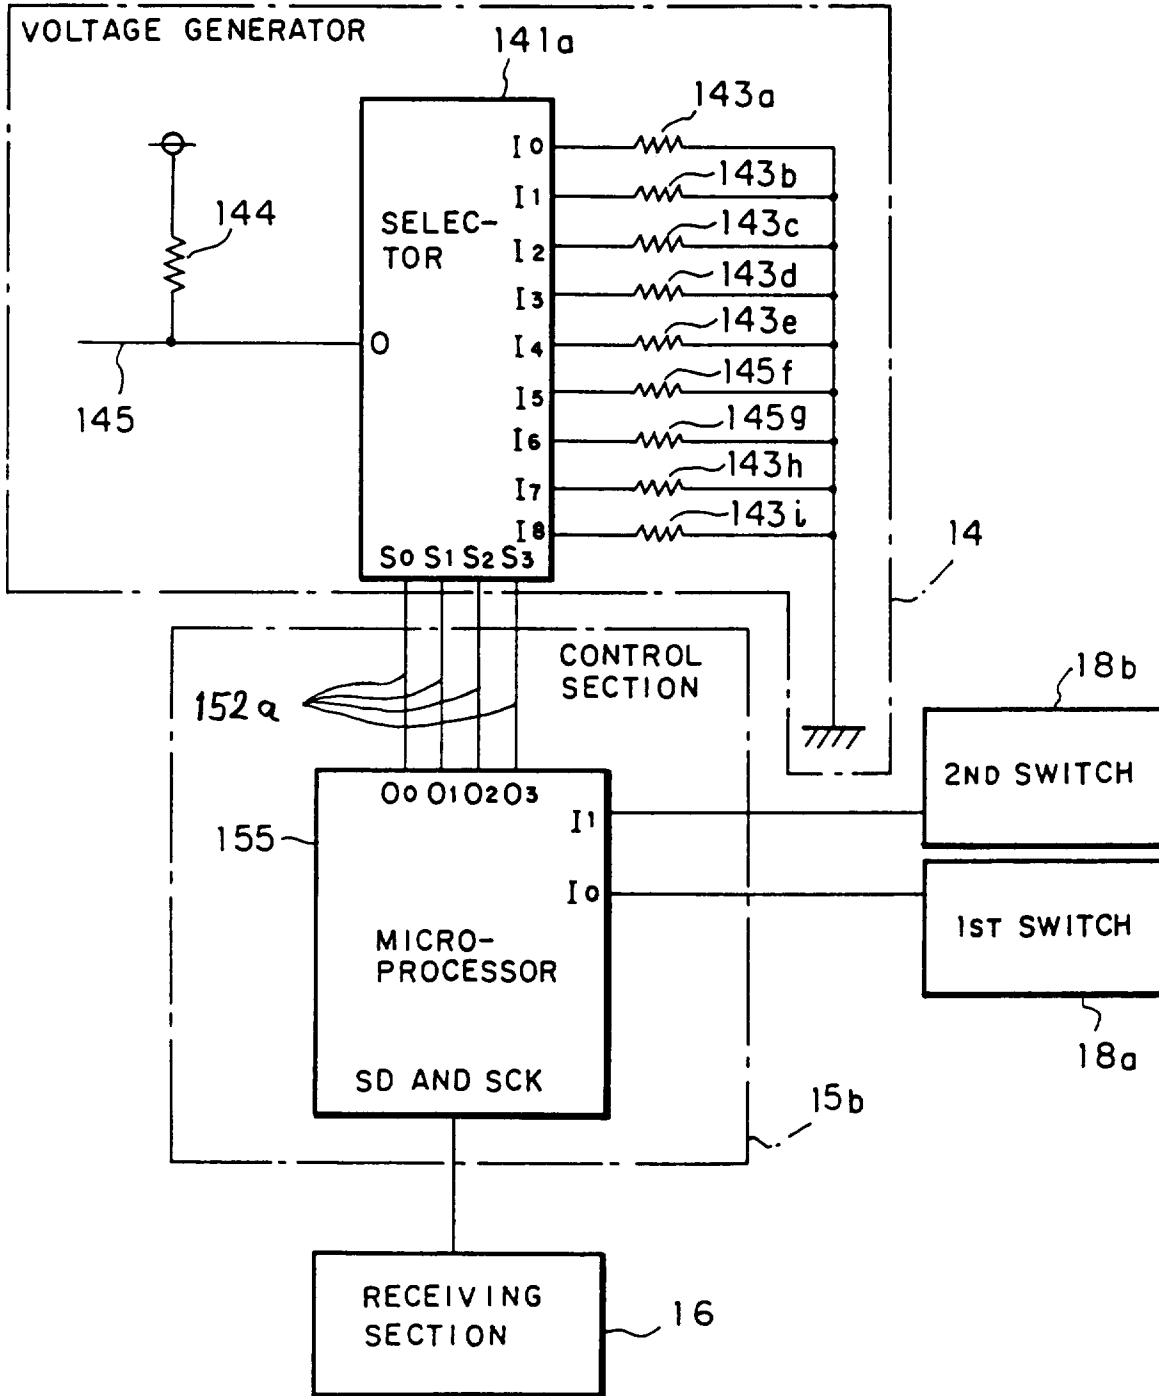 VOLTAGE GENERATOR
141a
143a
I0
143b
I1
144
SELEC-
TOR
143c
I2
143d
I3
143e
O
I4
145
145f
I5
145g
I6
143h
I7
143i
I8
S0 S1 S2 S3
14
CONTROL
SECTION
18b
152a
2ND SWITCH
O0 O1 O2 O3
I1
155
I0
1ST SWITCH
MICRO-
PROCESSOR
18a
SD AND SCK
15b
RECEIVING
SECTION
16